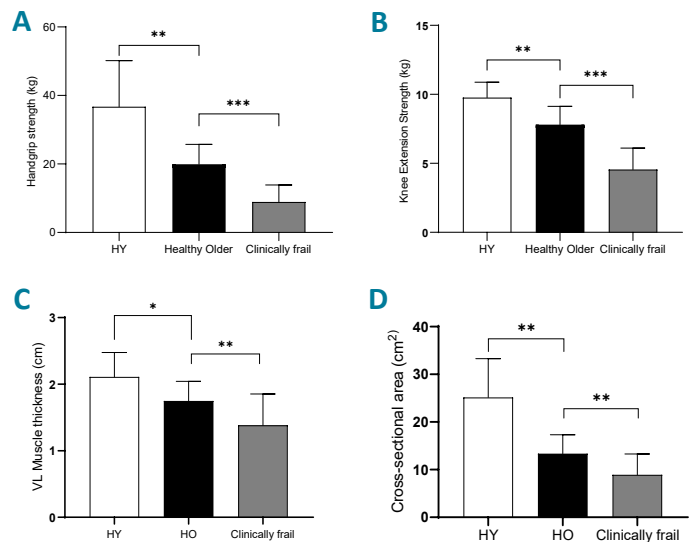 A
Handgrip strength (kg)
60
40
20
0
**
***
HY Healthy Older Clinically frail
B
Knee Extension Strength (kg)
15
10
5
0
**
***
HY Healthy Older Clinically frail
C
VL Muscle thickness (cm)
3
2
1
0
*
**
HY HO Clinically frail
D
Cross-sectional area (cm²)
40
30
20
10
0
**
**
HY HO Clinically frail